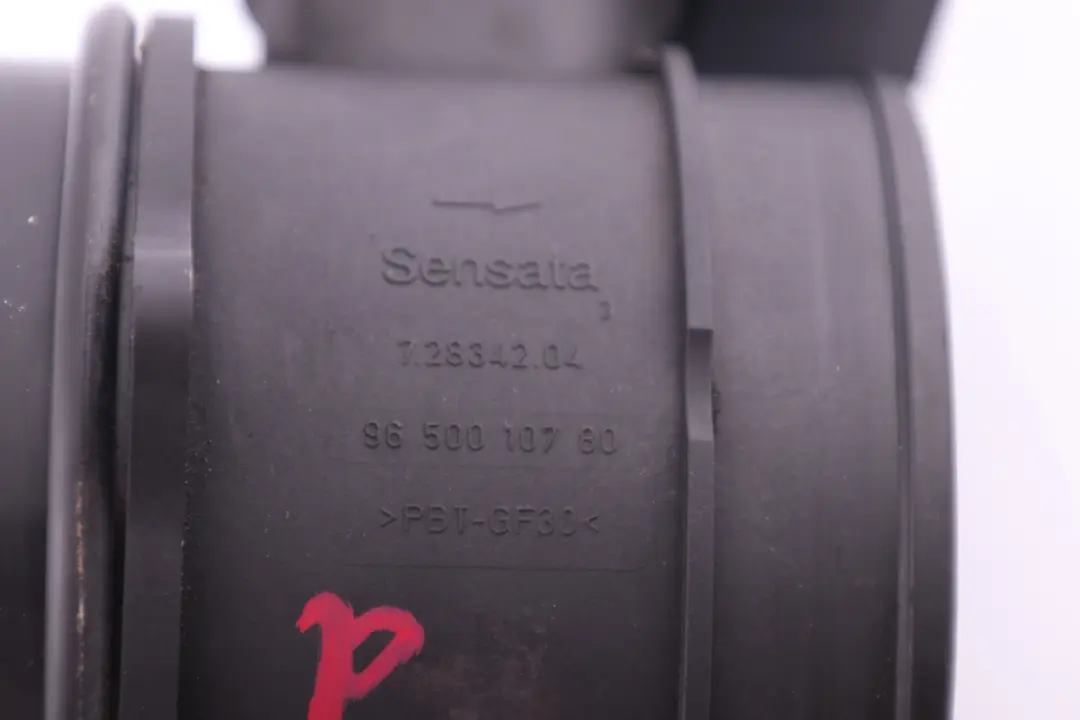 Sensata
7.28342.04
96 500 107 80
>PBT-GF30<
P